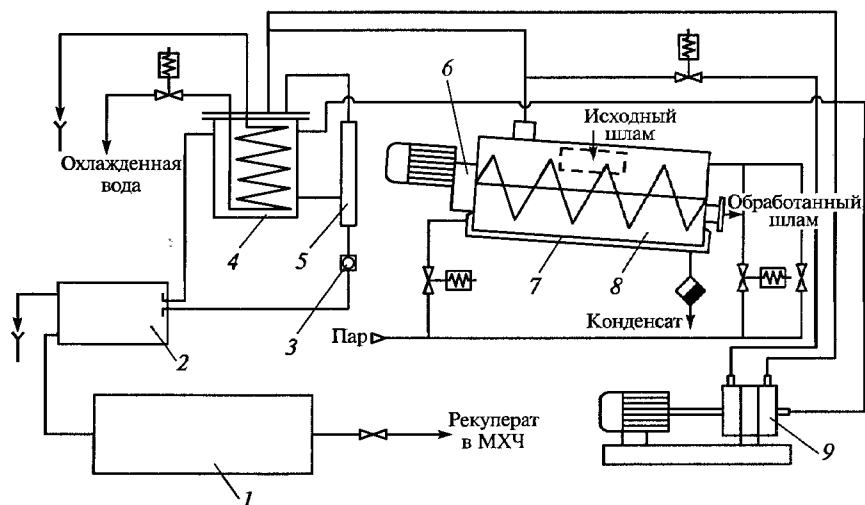 6
Исходный
шлам
Охлажденная
вода
4
5
Обработанный
шлам
7
8
3
2
Пар
Конденсат
Рекуперат
в МХЧ
9
1